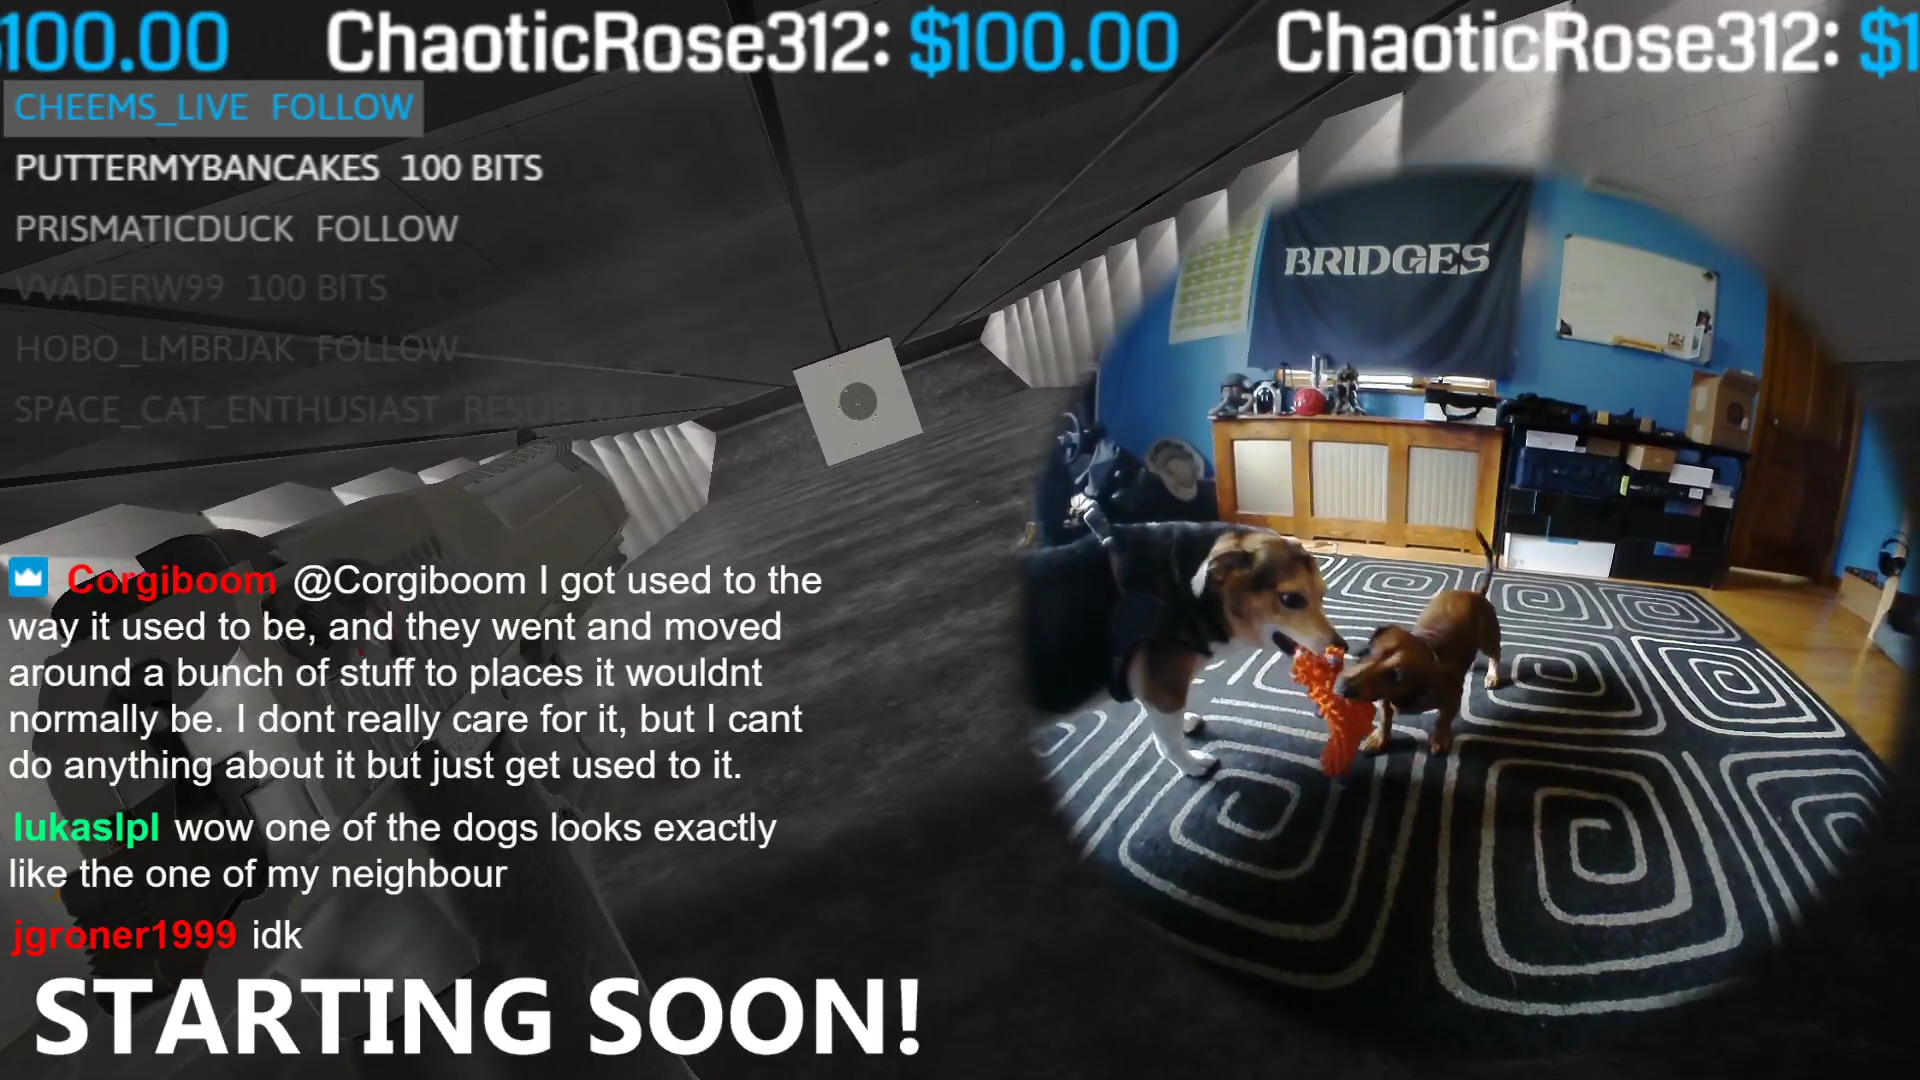 $100.00 ChaoticRose312: $100.00 ChaoticRose312: $1
CHEEMS_LIVE FOLLOW
PUTTERMYBANCAKES 100 BITS
PRISMATICDUCK FOLLOW
VVADERW99 100 BITS
HOBO_LMBRJAK FOLLOW
SPACE_CAT_ENTHUSIAST
BRIDGES
Corgiboom @Corgiboom I got used to the
way it used to be, and they went and moved
around a bunch of stuff to places it wouldnt
normally be. I dont really care for it, but I cant
do anything about it but just get used to it.
lukaslpl wow one of the dogs looks exactly
like the one of my neighbour
jgroner1999 idk
STARTING SOON!